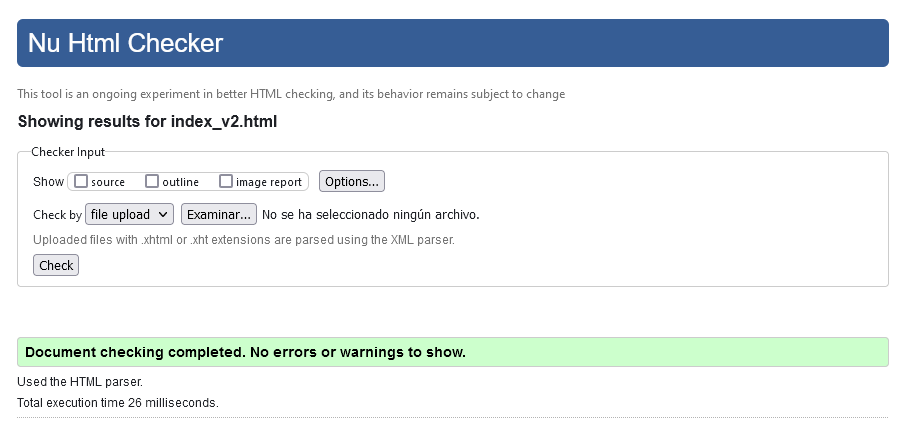 Nu Html Checker
This tool is an ongoing experiment in better HTML checking, and its behavior remains subject to change
Showing results for index_v2.html
Checker Input
Show source outline image report Options...
Check by file upload Examinar... No se ha seleccionado ningún archivo.
Uploaded files with .xhtml or .xht extensions are parsed using the XML parser.
Check
Document checking completed. No errors or warnings to show.
Used the HTML parser.
Total execution time 26 milliseconds.